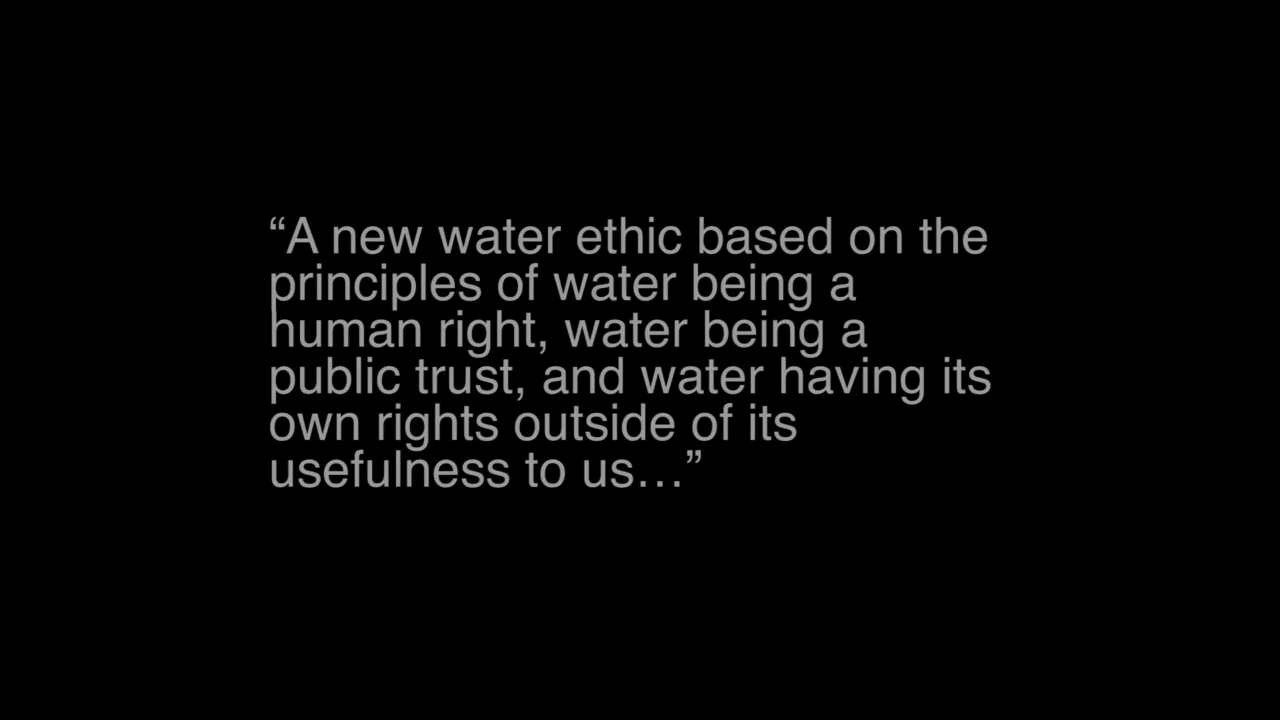 “A new water ethic based on the
principles of water being a
human right, water being a
public trust, and water having its
own rights outside of its
usefulness to us…”